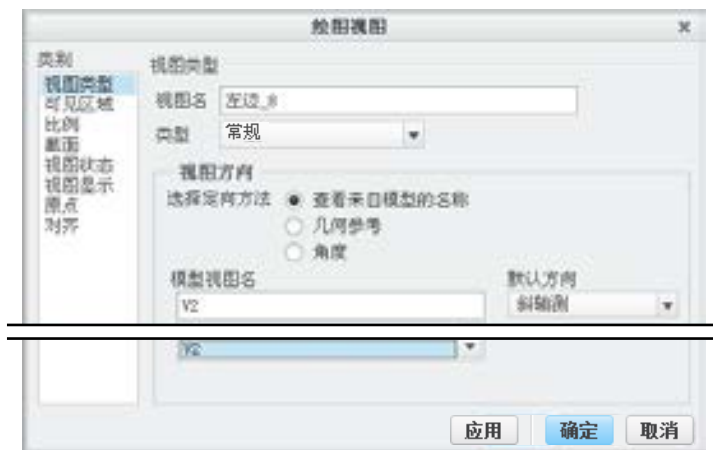 绘图视图
类别
视图类型
可见区域
比例
截面
视图状态
视图显示
原点
对齐
视图类型
视图名 左边_8
类型 常规
视图方向
选择定向方法 查看来自模型的名称
几何参考
角度
模型视图名 默认方向
V2 斜轴测
V2
应用 确定 取消